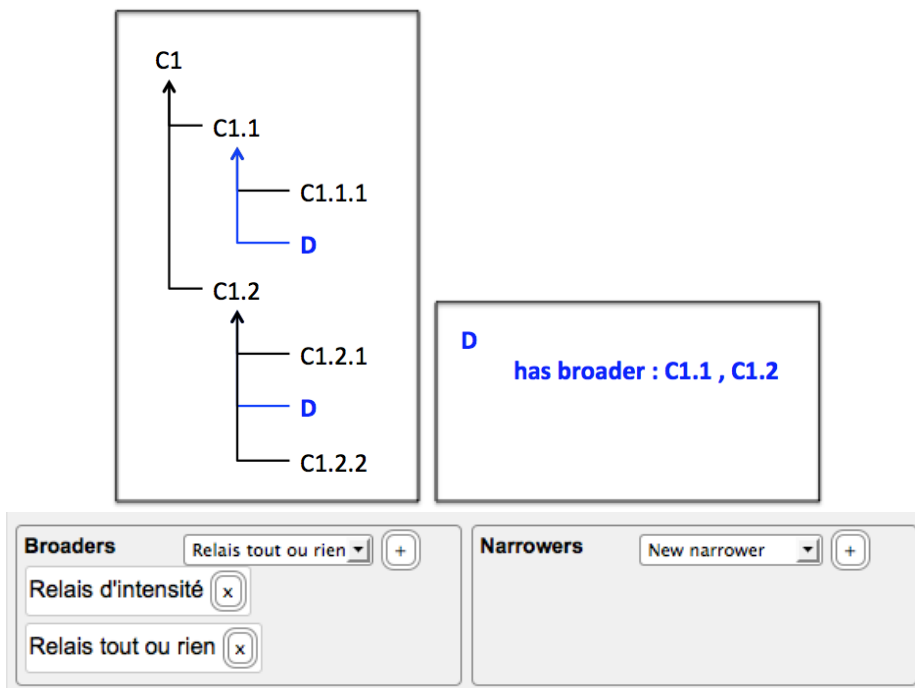 C1
C1.1
C1.1.1
D
C1.2
C1.2.1
D
C1.2.2
D
has broader : C1.1 , C1.2
Broaders Relais tout ou rien +
Relais d'intensité x
Relais tout ou rien x
Narrowers New narrower +